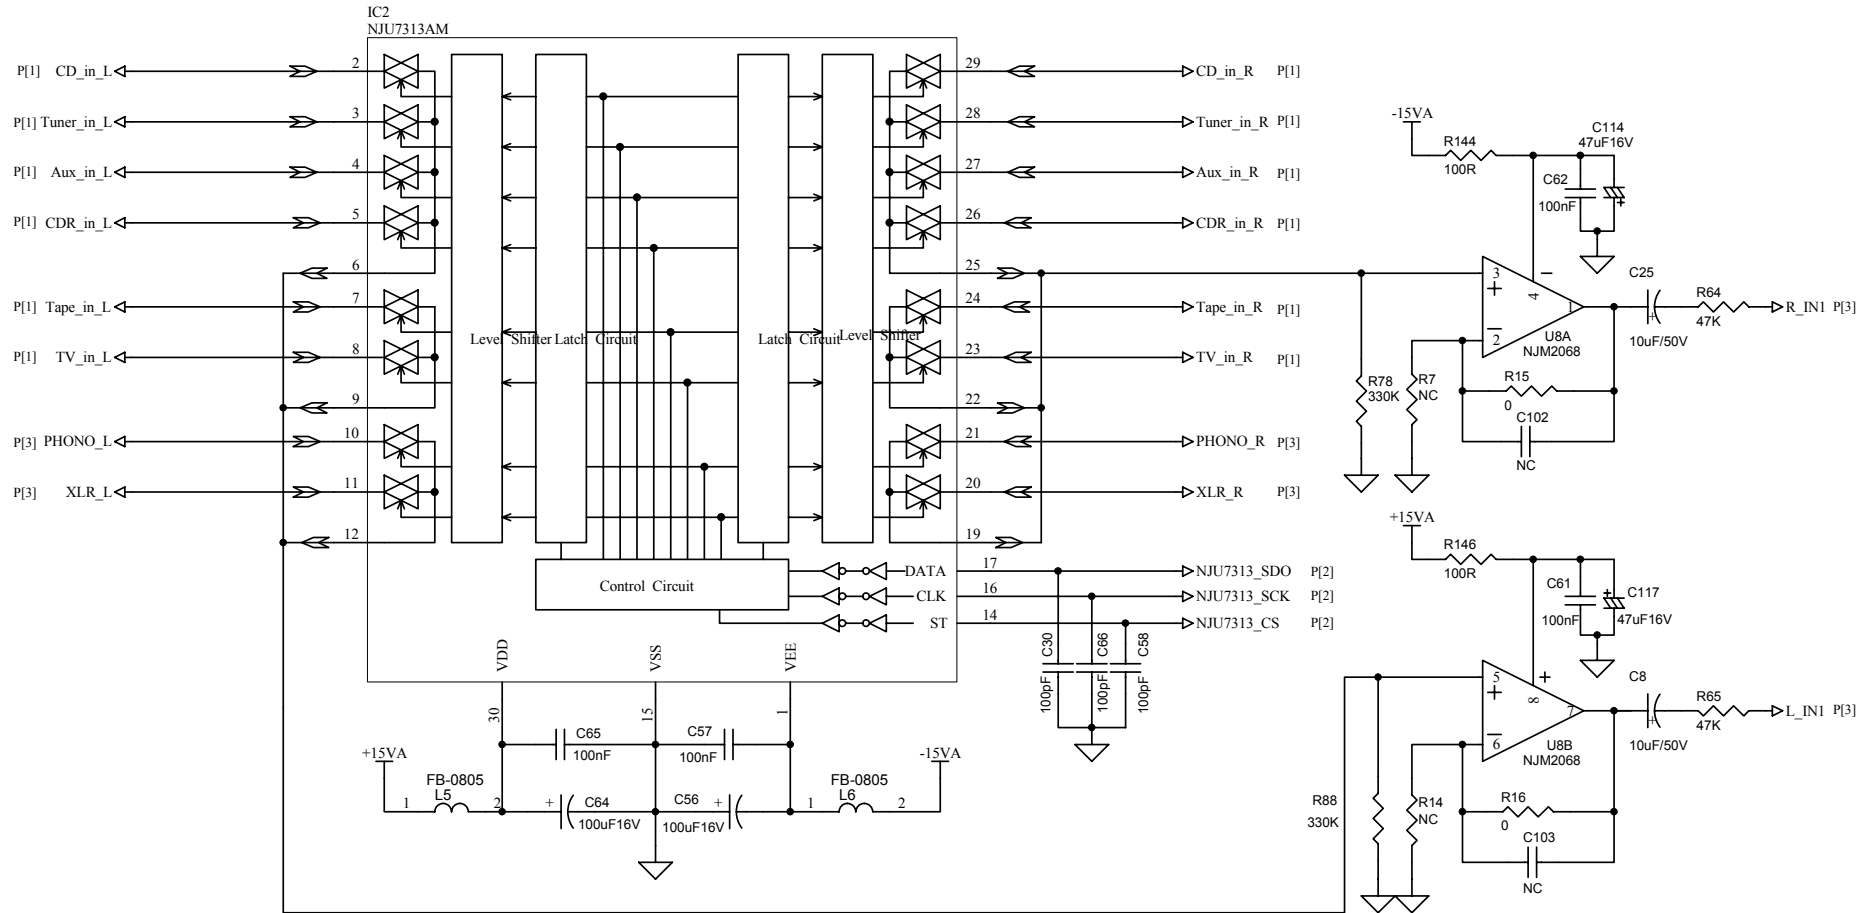 IC2
NJU7313AM
P[1] CD_in_L 2
P[1] Tuner_in_L 3
P[1] Aux_in_L 4
P[1] CDR_in_L 5
6
P[1] Tape_in_L 7
P[1] TV_in_L 8
9
P[3] PHONO_L 10
P[3] XLR_L 11
12
Level Shifter
Latch Circuit
Latch Circuit
Level Shifter
Control Circuit
DATA
CLK
ST
VDD
VSS
VEE
29 CD_in_R P[1]
28 Tuner_in_R P[1]
27 Aux_in_R P[1]
26 CDR_in_R P[1]
25
24 Tape_in_R P[1]
23 TV_in_R P[1]
22
21 PHONO_R P[3]
20 XLR_R P[3]
19
17 NJU7313_SDO P[2]
16 NJU7313_SCK P[2]
14 NJU7313_CS P[2]
C30
100pF
C66
100pF
C58
100pF
30
15
1
C65
100nF
C57
100nF
+15VA
FB-0805
L5
1 2
+ C64
100uF16V
C56 +
100uF16V
-15VA
FB-0805
L6
1 2
-15VA
R144
100R
C114
47uF16V
C62
100nF
+
3
+
−
2
4
−
1
U8A
NJM2068
C25
+
10uF/50V
R64
47K
R_IN1 P[3]
R78
330K
R7
NC
R15
0
C102
NC
+15VA
R146
100R
C61
100nF
+
C117
47uF16V
5
+
−
6
8
+
7
U8B
NJM2068
C8
+
10uF/50V
R65
47K
L_IN1 P[3]
R88
330K
R14
NC
R16
0
C103
NC